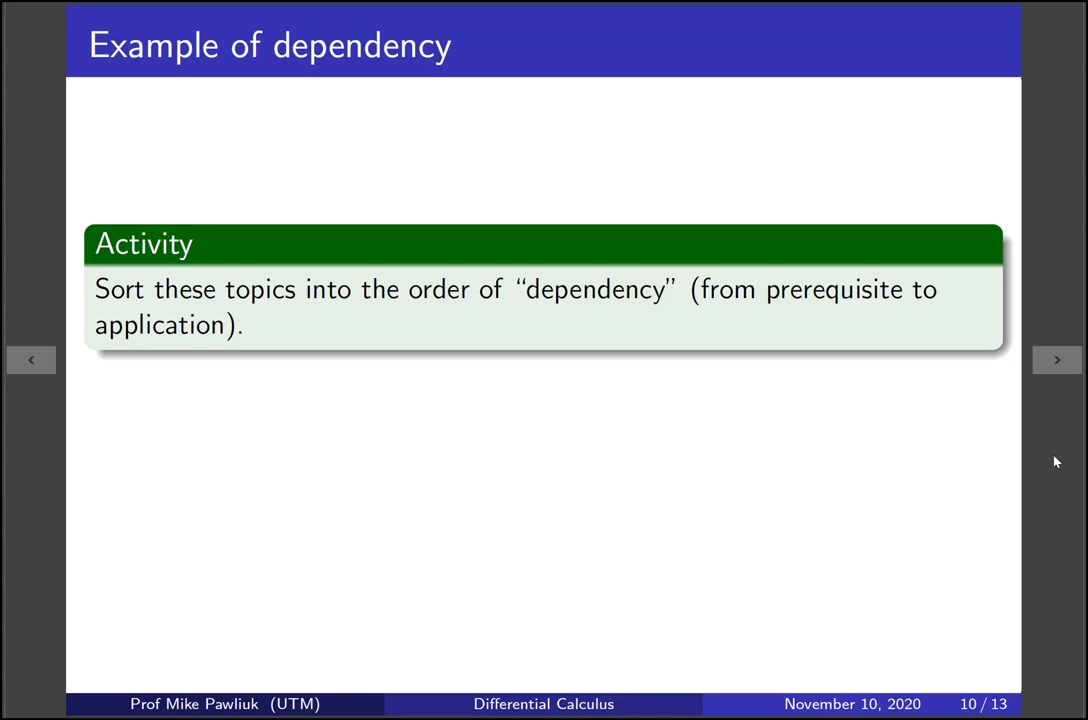 Example of dependency
Activity
Sort these topics into the order of “dependency” (from prerequisite to
application).
Prof Mike Pawliuk (UTM)
Differential Calculus
November 10, 2020
10 / 13